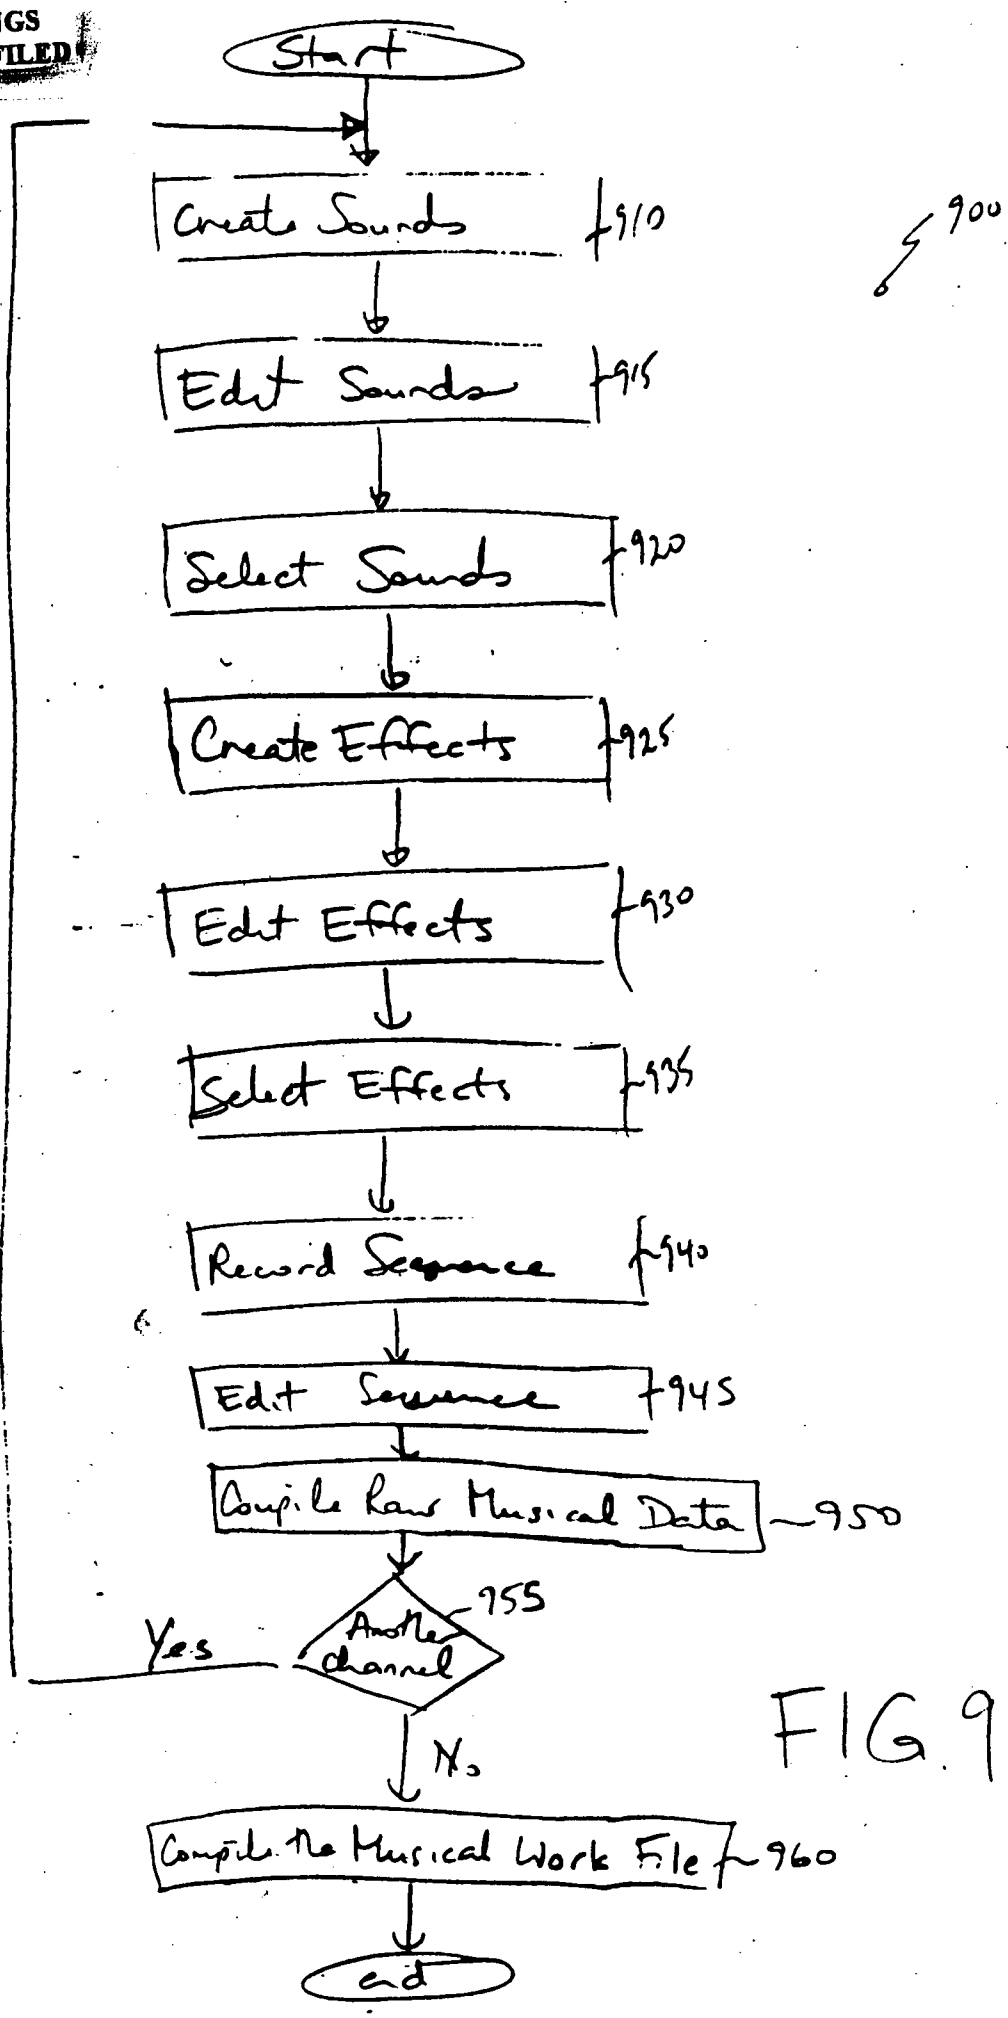 NGS
FILED
Start
Create Sounds
910
900
Edit Sounds
915
Select Sounds
920
Create Effects
925
Edit Effects
930
Select Effects
935
Record Sequence
940
Edit Sequence
945
Compile Raw Musical Data
950
955
Another
channel
Yes
No
FIG. 9
Compile the Musical Work File
960
end